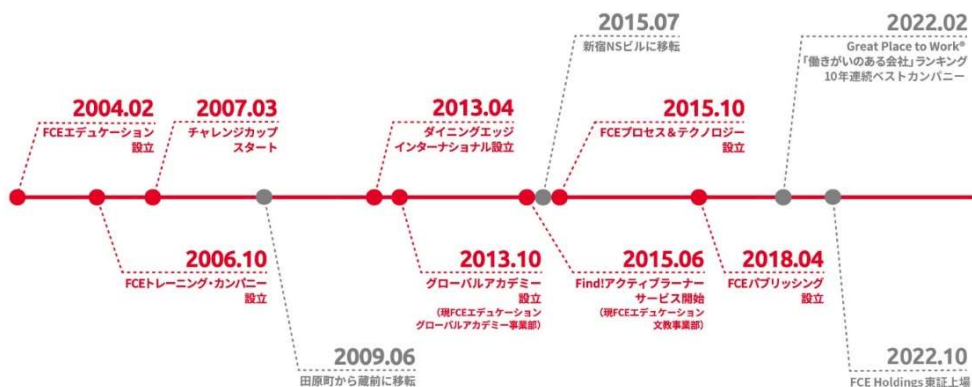 2004.02
FCEエデュケーション
設立
2006.10
FCEトレーニング・カンパニー
設立
2007.03
チャレンジカップ
スタート
2009.06
田原町から蔵前に移転
2013.04
ダイニングエッジ
インターナショナル設立
2013.10
グローバルアカデミー
設立
(現FCEエデュケーション
グローバルアカデミー事業部)
2015.06
Find!アクティブラーナー
サービス開始
(現FCEエデュケーション
文教事業部)
2015.07
新宿NSビルに移転
2015.10
FCEプロセス&テクノロジー
設立
2018.04
FCEパブリッシング
設立
2022.02
Great Place to Work®
「働きがいのある会社」ランキング
10年連続ベストカンパニー
2022.10
FCE Holdings 東証上場